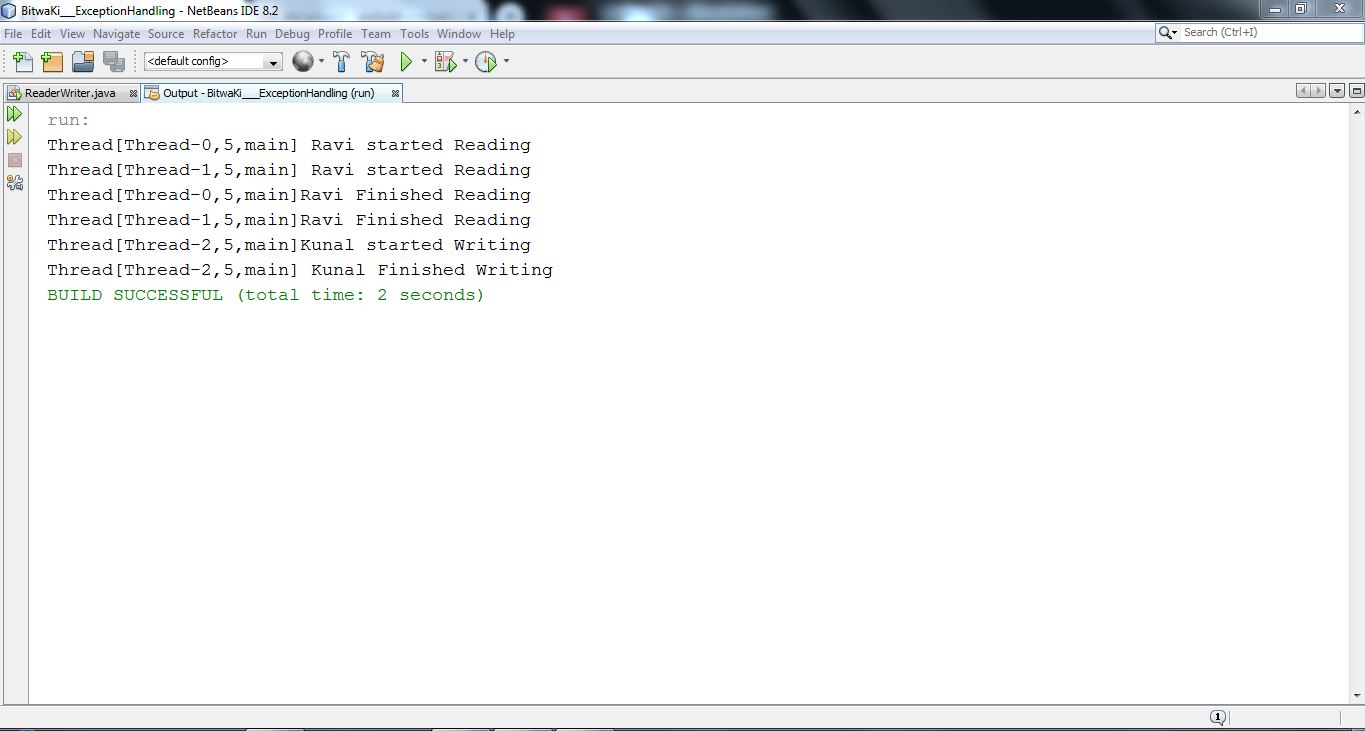 BitwaKi___ExceptionHandling - NetBeans IDE 8.2
File Edit View Navigate Source Refactor Run Debug Profile Team Tools Window Help
Search (Ctrl+I)
<default config>
ReaderWriter.java
Output - BitwaKi___ExceptionHandling (run)
run:
Thread[Thread-0,5,main] Ravi started Reading
Thread[Thread-1,5,main] Ravi started Reading
Thread[Thread-0,5,main]Ravi Finished Reading
Thread[Thread-1,5,main]Ravi Finished Reading
Thread[Thread-2,5,main]Kunal started Writing
Thread[Thread-2,5,main] Kunal Finished Writing
BUILD SUCCESSFUL (total time: 2 seconds)
1